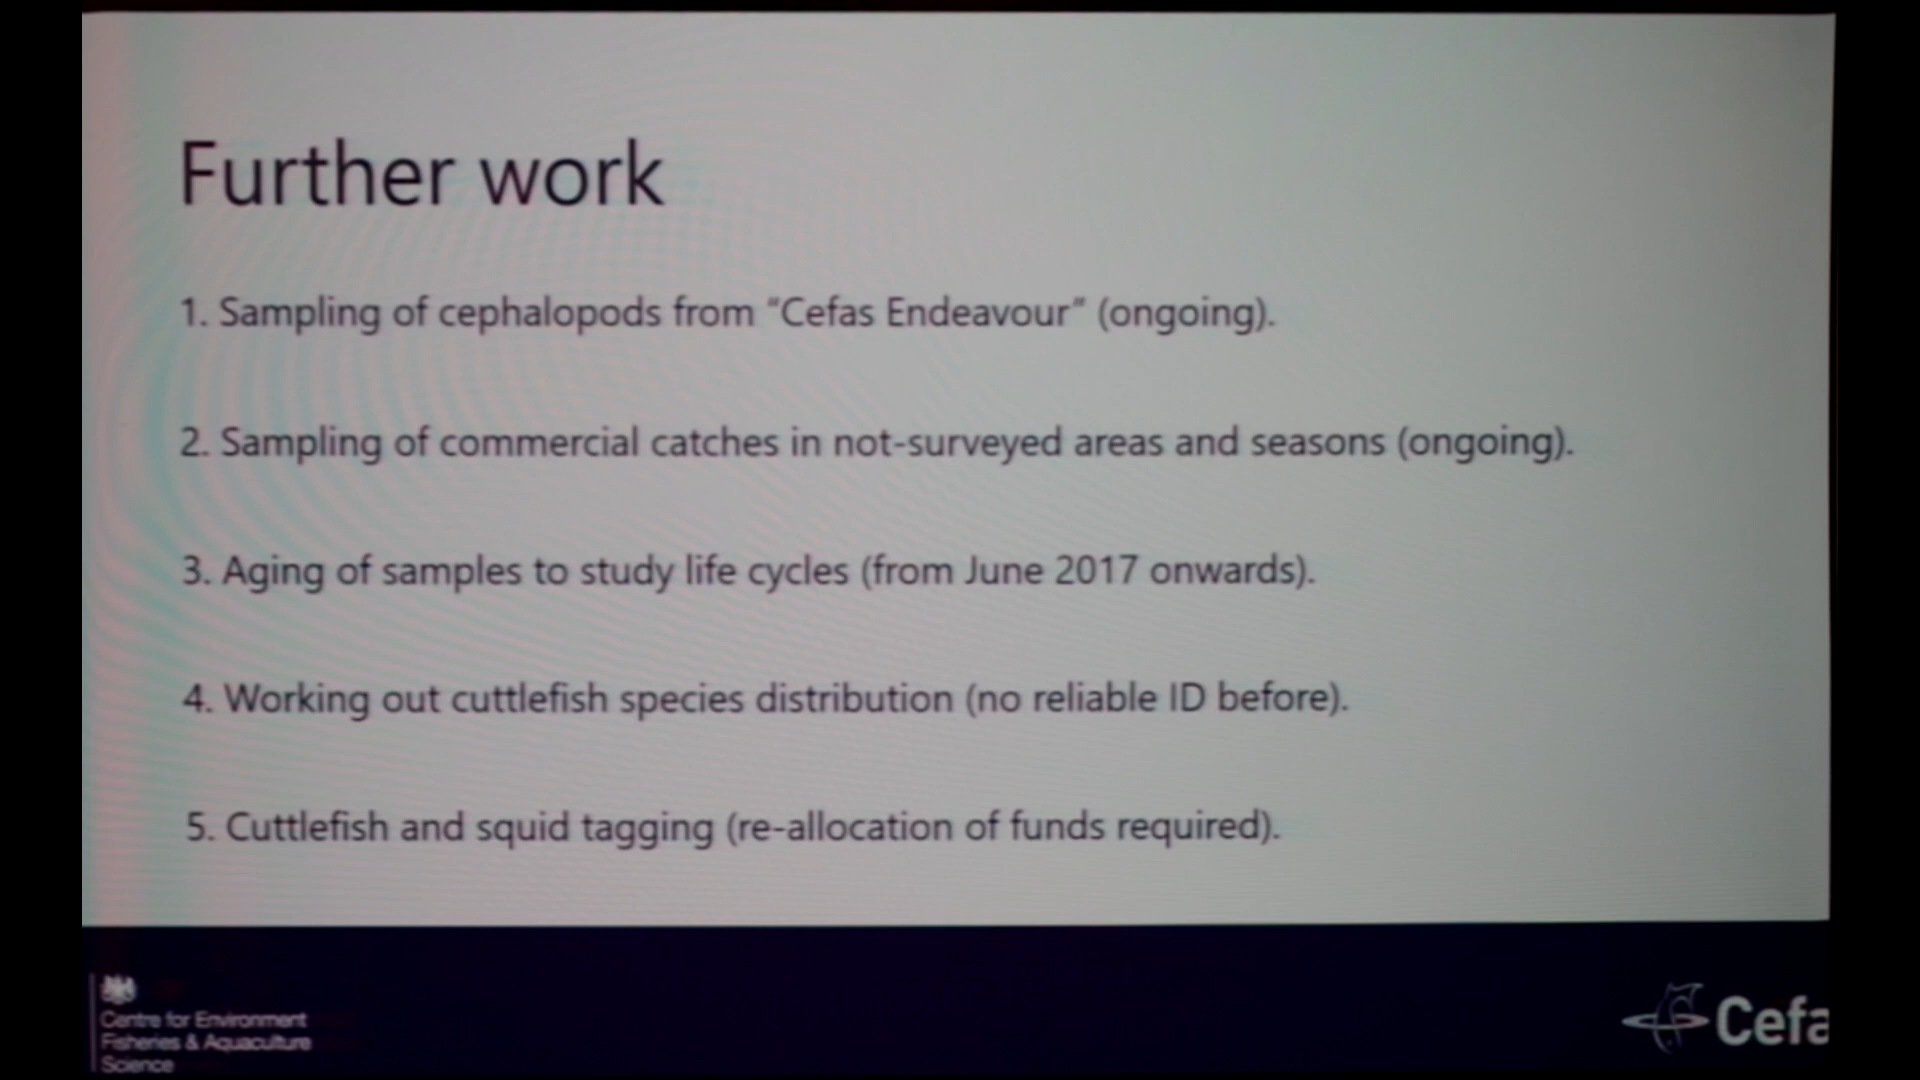 Further work
1. Sampling of cephalopods from “Cefas Endeavour” (ongoing).
2. Sampling of commercial catches in not-surveyed areas and seasons (ongoing).
3. Aging of samples to study life cycles (from June 2017 onwards).
4. Working out cuttlefish species distribution (no reliable ID before).
5. Cuttlefish and squid tagging (re-allocation of funds required).
Centre for Environment
Fisheries & Aquaculture
Science
Cefa